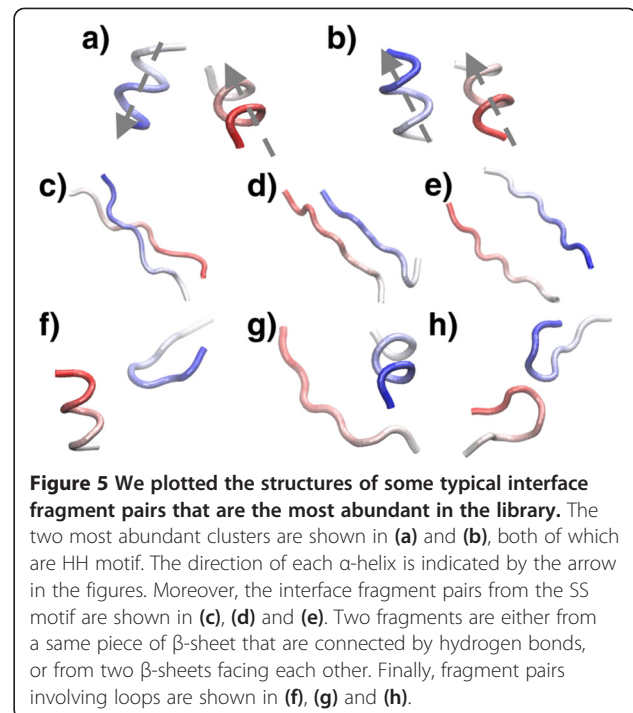 a)
b)
c)
d)
e)
f)
g)
h)
Figure 5 We plotted the structures of some typical interface
fragment pairs that are the most abundant in the library. The
two most abundant clusters are shown in (a) and (b), both of which
are HH motif. The direction of each α-helix is indicated by the arrow
in the figures. Moreover, the interface fragment pairs from the SS
motif are shown in (c), (d) and (e). Two fragments are either from
a same piece of β-sheet that are connected by hydrogen bonds,
or from two β-sheets facing each other. Finally, fragment pairs
involving loops are shown in (f), (g) and (h).